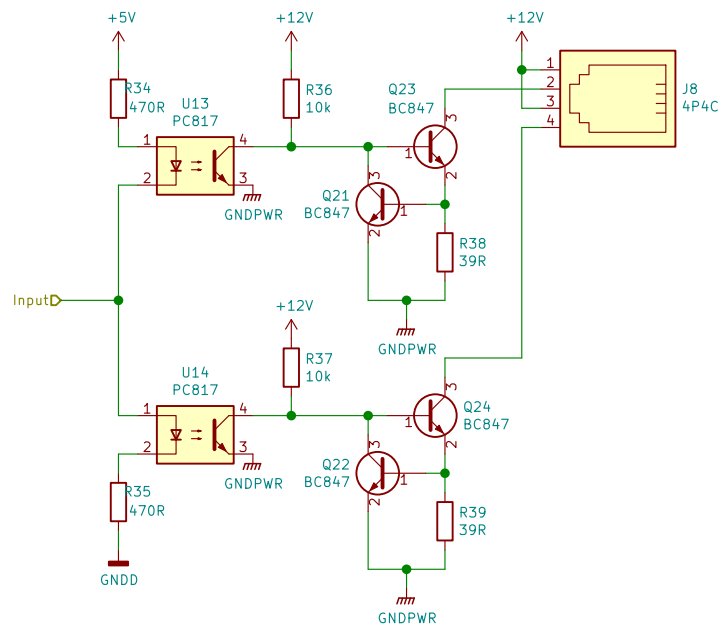 +5V
+12V
+12V
R34
470R
U13
PC817
1
2
4
3
GNDPWR
R36
10k
Q23
BC847
3
1
2
Q21
BC847
3
1
2
R38
39R
GNDPWR
1
2
3
4
J8
4P4C
Input
+12V
R37
10k
U14
PC817
1
2
4
3
GNDPWR
R35
470R
GNDD
Q24
BC847
3
1
2
Q22
BC847
3
1
2
R39
39R
GNDPWR